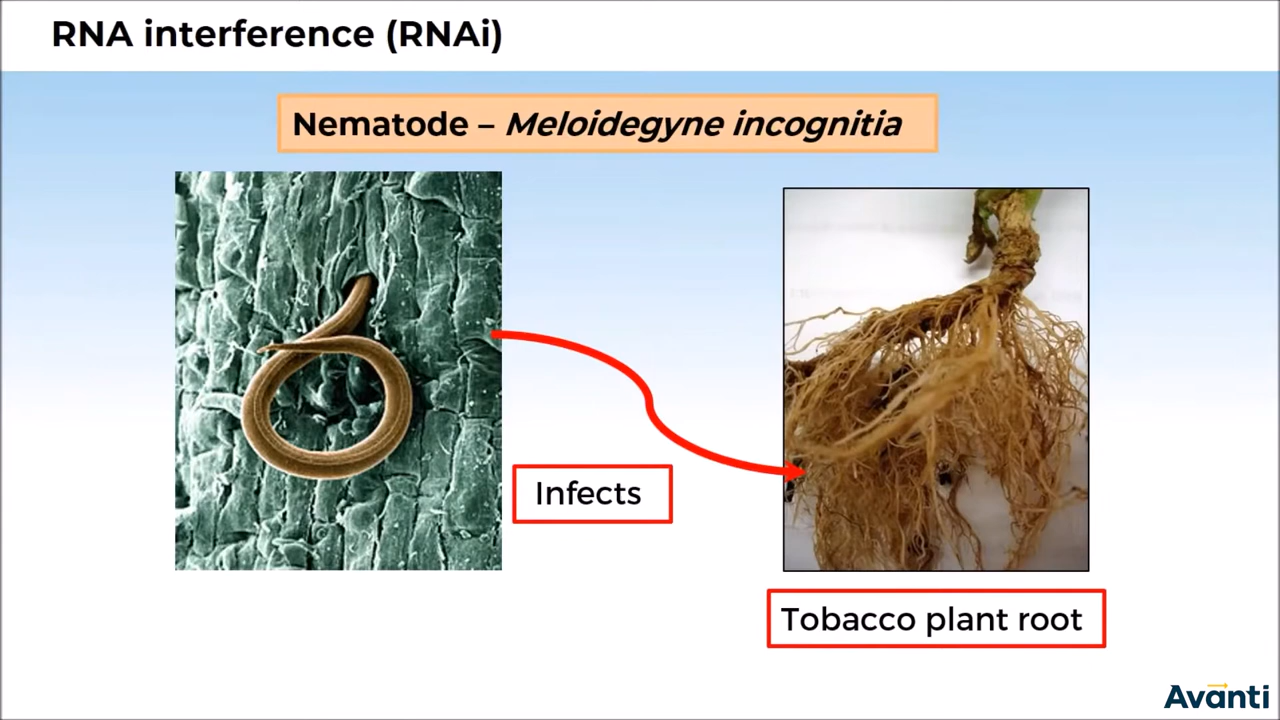 RNA interference (RNAi)
Nematode – Meloidegyne incognitia
Infects
Tobacco plant root
Avanti